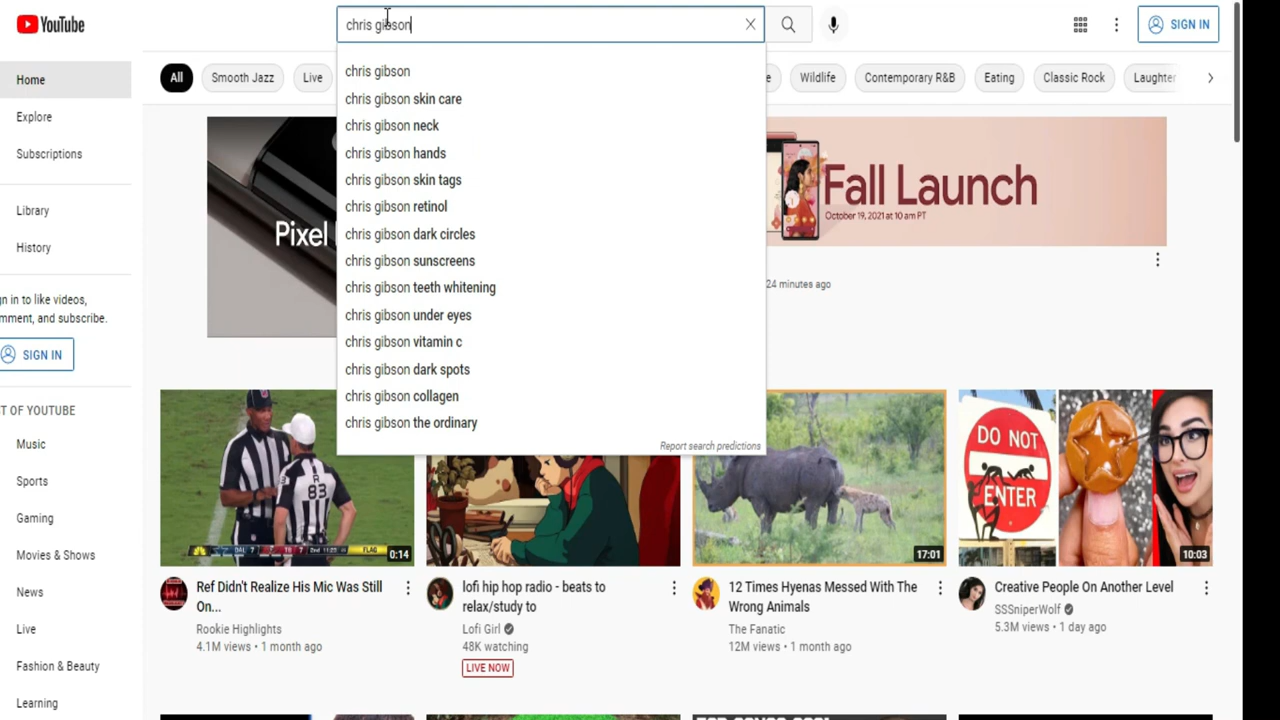 YouTube
chris gibson
SIGN IN
Home
Explore
Subscriptions
Library
History
n in to like videos,
mment, and subscribe.
SIGN IN
T OF YOUTUBE
Music
Sports
Gaming
Movies & Shows
News
Live
Fashion & Beauty
Learning
All
Smooth Jazz
Live
Wildlife
Contemporary R&B
Eating
Classic Rock
Laughter
chris gibson
chris gibson skin care
chris gibson neck
chris gibson hands
chris gibson skin tags
chris gibson retinol
chris gibson dark circles
chris gibson sunscreens
chris gibson teeth whitening
chris gibson under eyes
chris gibson vitamin c
chris gibson dark spots
chris gibson collagen
chris gibson the ordinary
Report search predictions
Pixel
Fall Launch
October 19, 2021 at 10 am PT
24 minutes ago
R
83
FLAG
0:14
17:01
DO NOT
ENTER
10:03
Ref Didn't Realize His Mic Was Still
On...
Rookie Highlights
4.1M views • 1 month ago
lofi hip hop radio - beats to
relax/study to
Lofi Girl
48K watching
LIVE NOW
12 Times Hyenas Messed With The
Wrong Animals
The Fanatic
12M views • 1 month ago
Creative People On Another Level
SSSniperWolf
5.3M views • 1 day ago